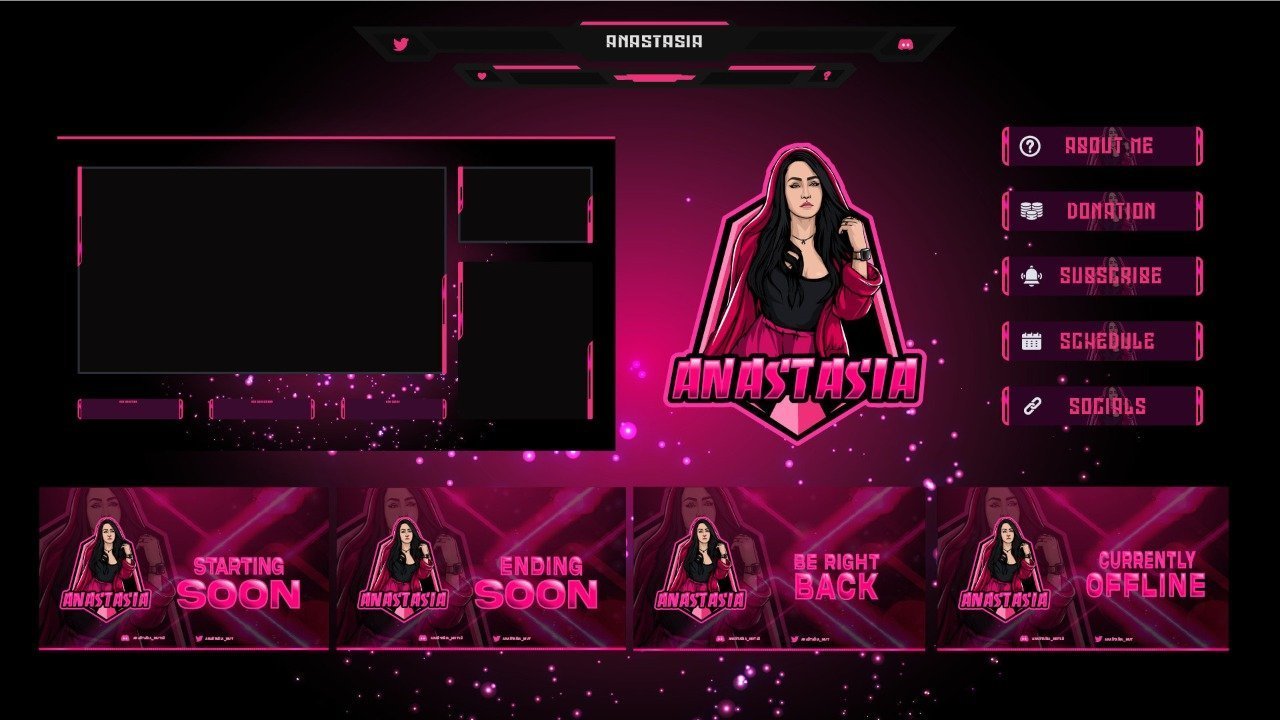 ANASTASIA
ABOUT ME
DONATION
SUBSCRIBE
SCHEDULE
SOCIALS
ANASTASIA
STARTING
SOON
ANASTASIA
ENDING
SOON
ANASTASIA
BE RIGHT
BACK
ANASTASIA
CURRENTLY
OFFLINE
ANASTASIA